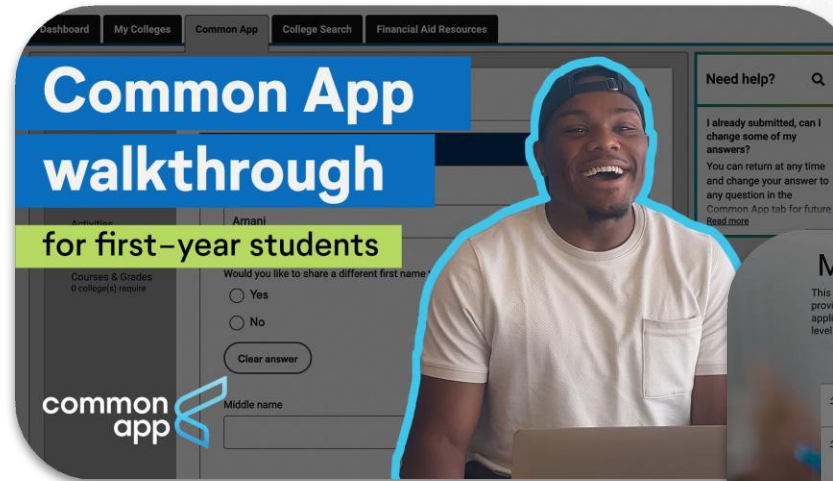 Dashboard
My Colleges
Common App
College Search
Financial Aid Resources
Common App
walkthrough
for first-year students
Activities
Courses & Grades
0 college(s) require
Amani
Would you like to share a different first name
Yes
No
Clear answer
Middle name
common
app
Need help?
I already submitted, can I
change some of my
answers?
You can return at any time
and change your answer to
any question in the
Common App tab for future
Read more
M
This
level